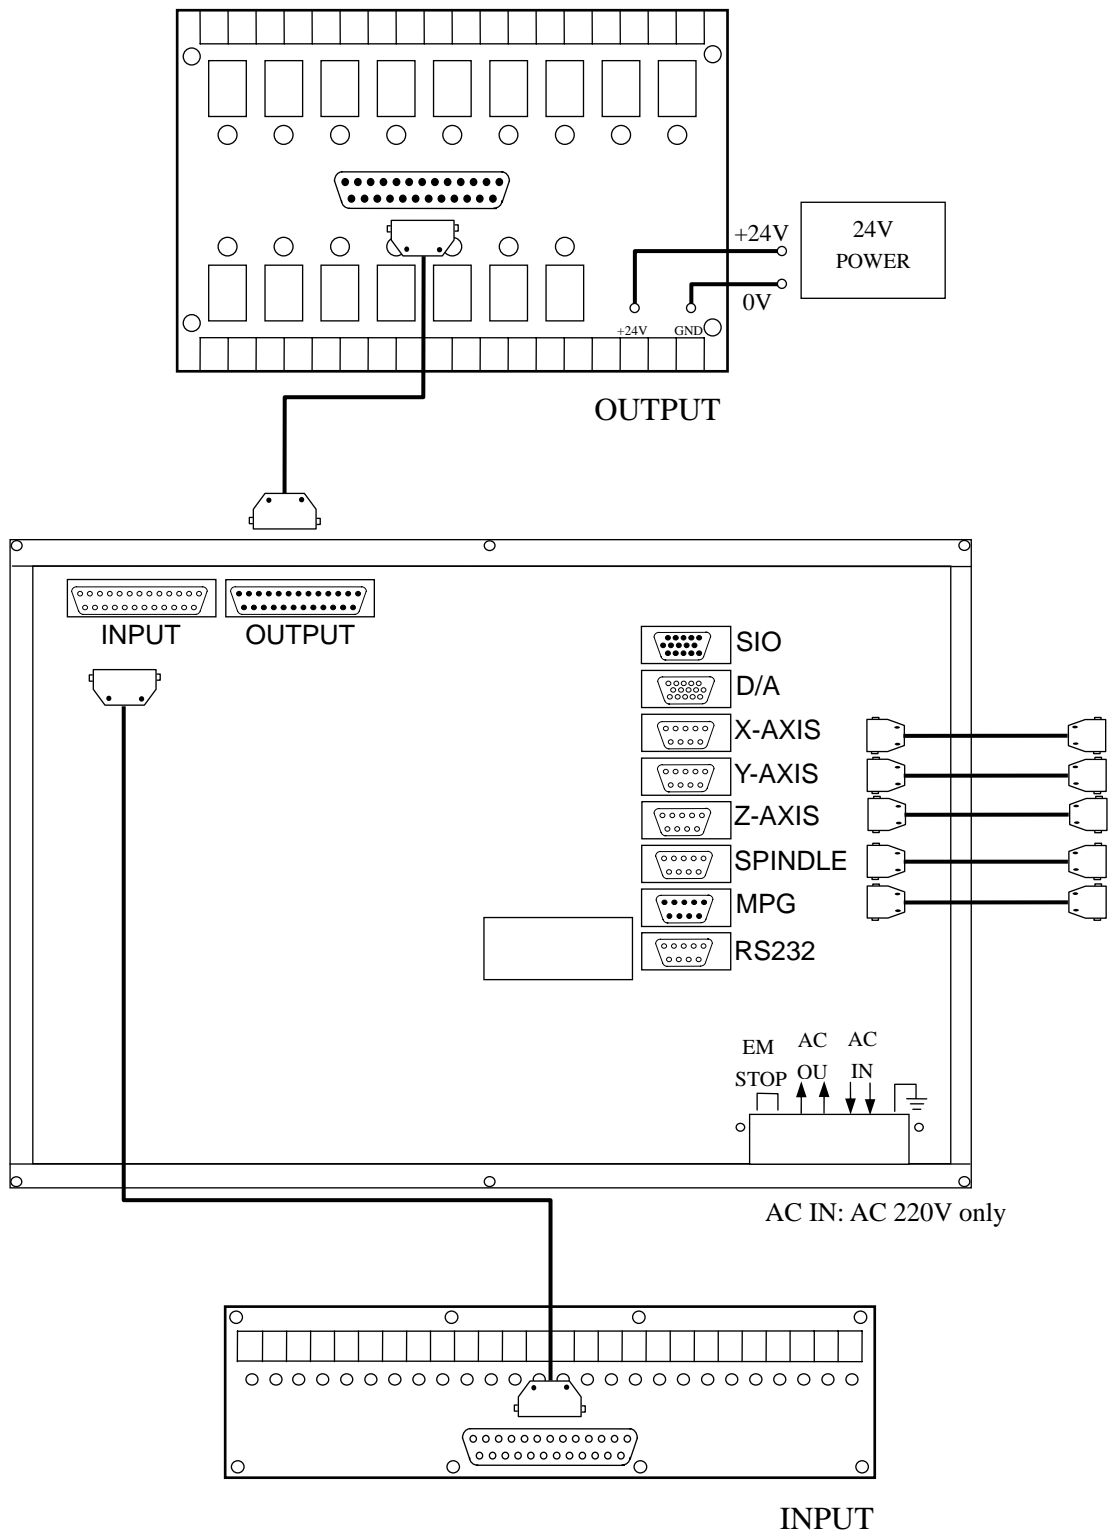 +24V
24V
POWER
0V
+24V
GND
OUTPUT
INPUT
OUTPUT
SIO
D/A
X-AXIS
Y-AXIS
Z-AXIS
SPINDLE
MPG
RS232
EM
STOP
AC
OU
AC
IN
AC IN: AC 220V only
INPUT